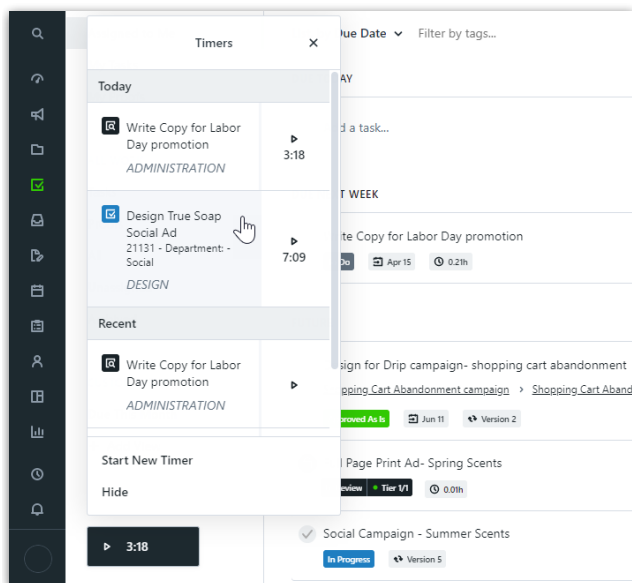 Timers
Today
Write Copy for Labor
Day promotion
ADMINISTRATION
3:18
Design True Soap
Social Ad
21131 - Department: -
Social
DESIGN
7:09
Recent
Write Copy for Labor
Day promotion
ADMINISTRATION
Start New Timer
Hide
3:18
Due Date Filter by tags...
AY
d a task...
T WEEK
te Copy for Labor Day promotion
Do Apr 15 0.21h
sign for Drip campaign- shopping cart abandonment
pping Cart Abandonment campaign > Shopping Cart Aband
proved As Is Jun 11 Version 2
l Page Print Ad- Spring Scents
eview Tier 1/1 0.01h
Social Campaign - Summer Scents
In Progress Version 5